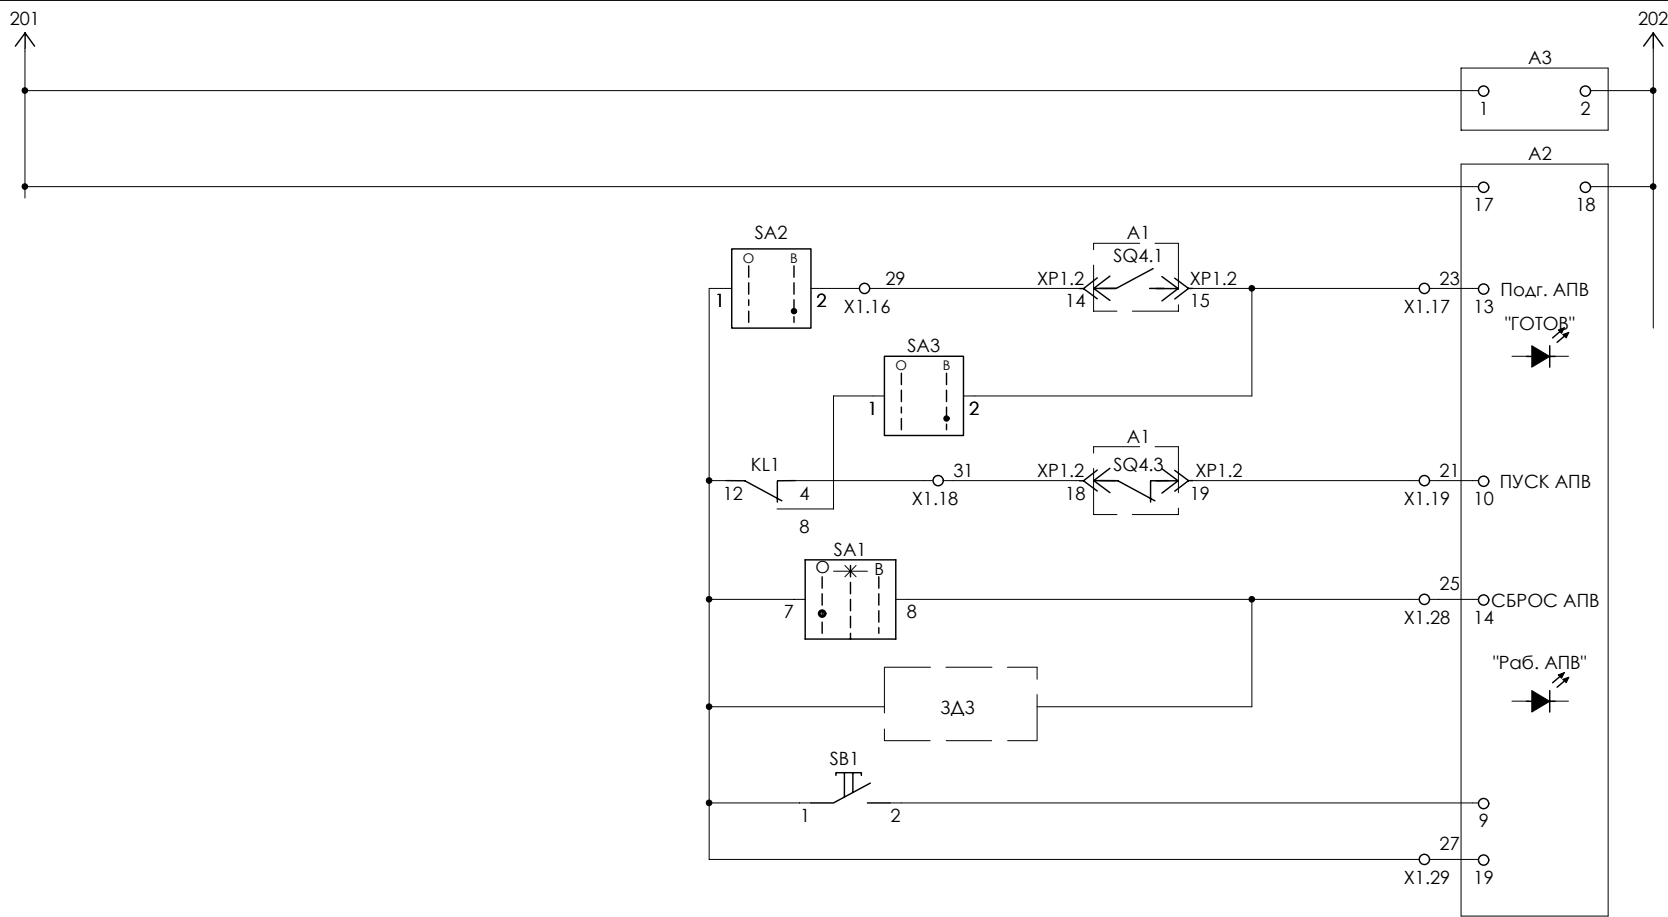 201
202
A3
1
2
A2
17
18
SA2
О
В
1
2
29
X1.16
A1
SQ4.1
XP1.2
14
XP1.2
15
23
X1.17
13
Подг. АПВ
"ГОТОВ"
SA3
О
В
1
2
KL1
12
4
8
31
X1.18
A1
SQ4.3
XP1.2
18
XP1.2
19
21
X1.19
10
ПУСК АПВ
SA1
О
В
7
8
25
X1.28
14
СБРОС АПВ
"Раб. АПВ"
ЗДЗ
SB1
1
2
9
27
X1.29
19